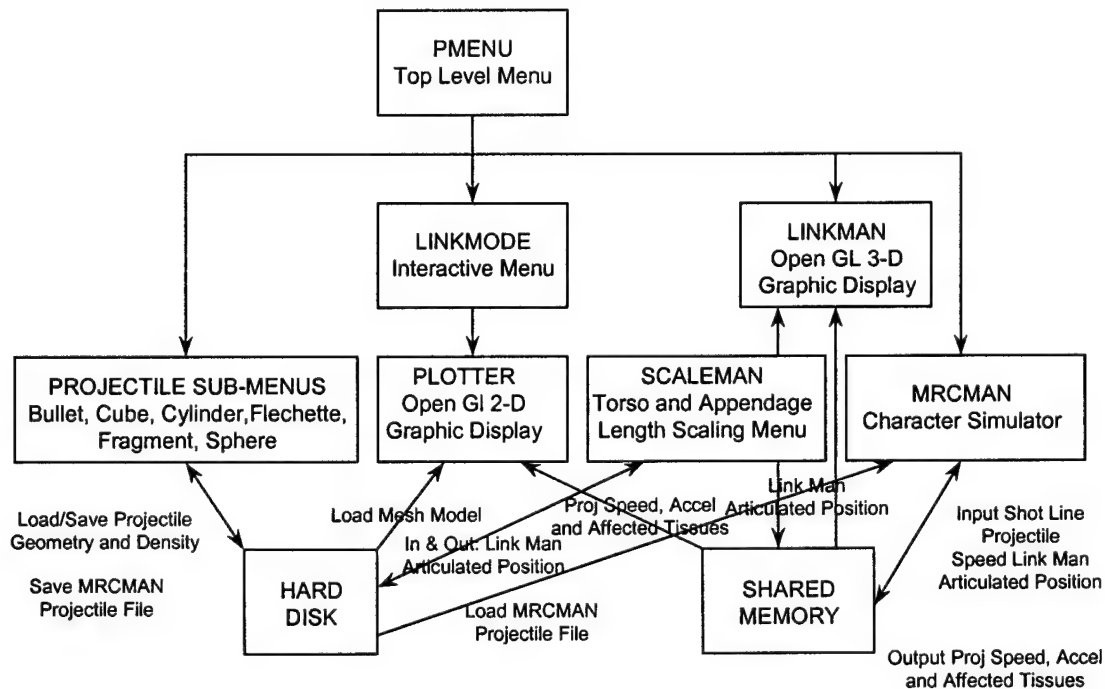 PMENU
Top Level Menu
LINKMODE
Interactive Menu
LINKMAN
Open GL 3-D
Graphic Display
PROJECTILE SUB-MENUS
Bullet, Cube, Cylinder,Flechette,
Fragment, Sphere
PLOTTER
Open Gl 2-D
Graphic Display
SCALEMAN
Torso and Appendage
Length Scaling Menu
MRCMAN
Character Simulator
Load/Save Projectile
Geometry and Density
Save MRCMAN
Projectile File
Load Mesh Model
In & Out: Link Man
Articulated Position
Proj Speed, Accel
and Affected Tissues
Link Man
Articulated Position
Input Shot Line
Projectile
Speed Link Man
Articulated Position
HARD
DISK
Load MRCMAN
Projectile File
SHARED
MEMORY
Output Proj Speed, Accel
and Affected Tissues